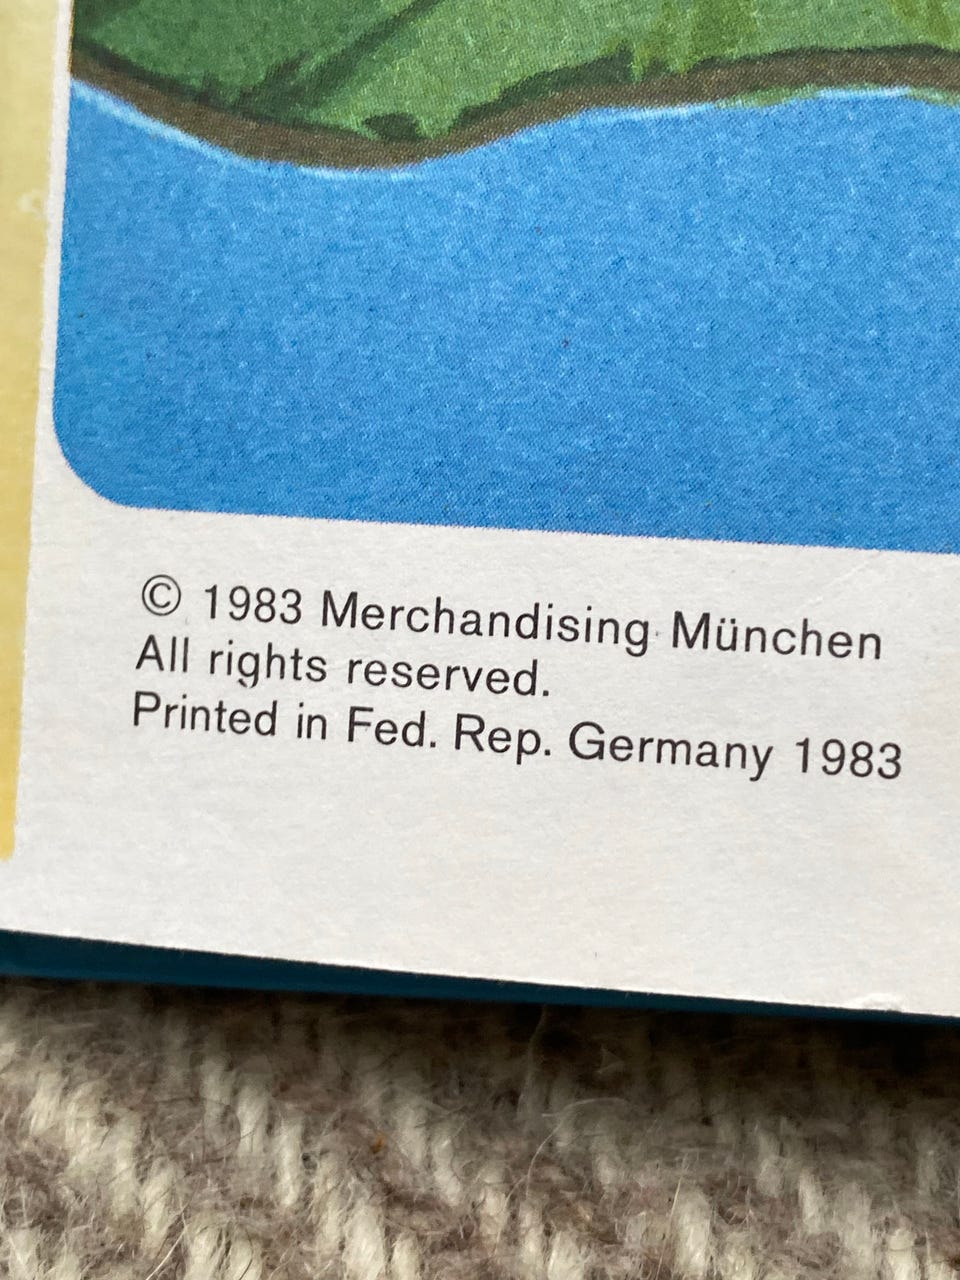 © 1983 Merchandising München
All rights reserved.
Printed in Fed. Rep. Germany 1983